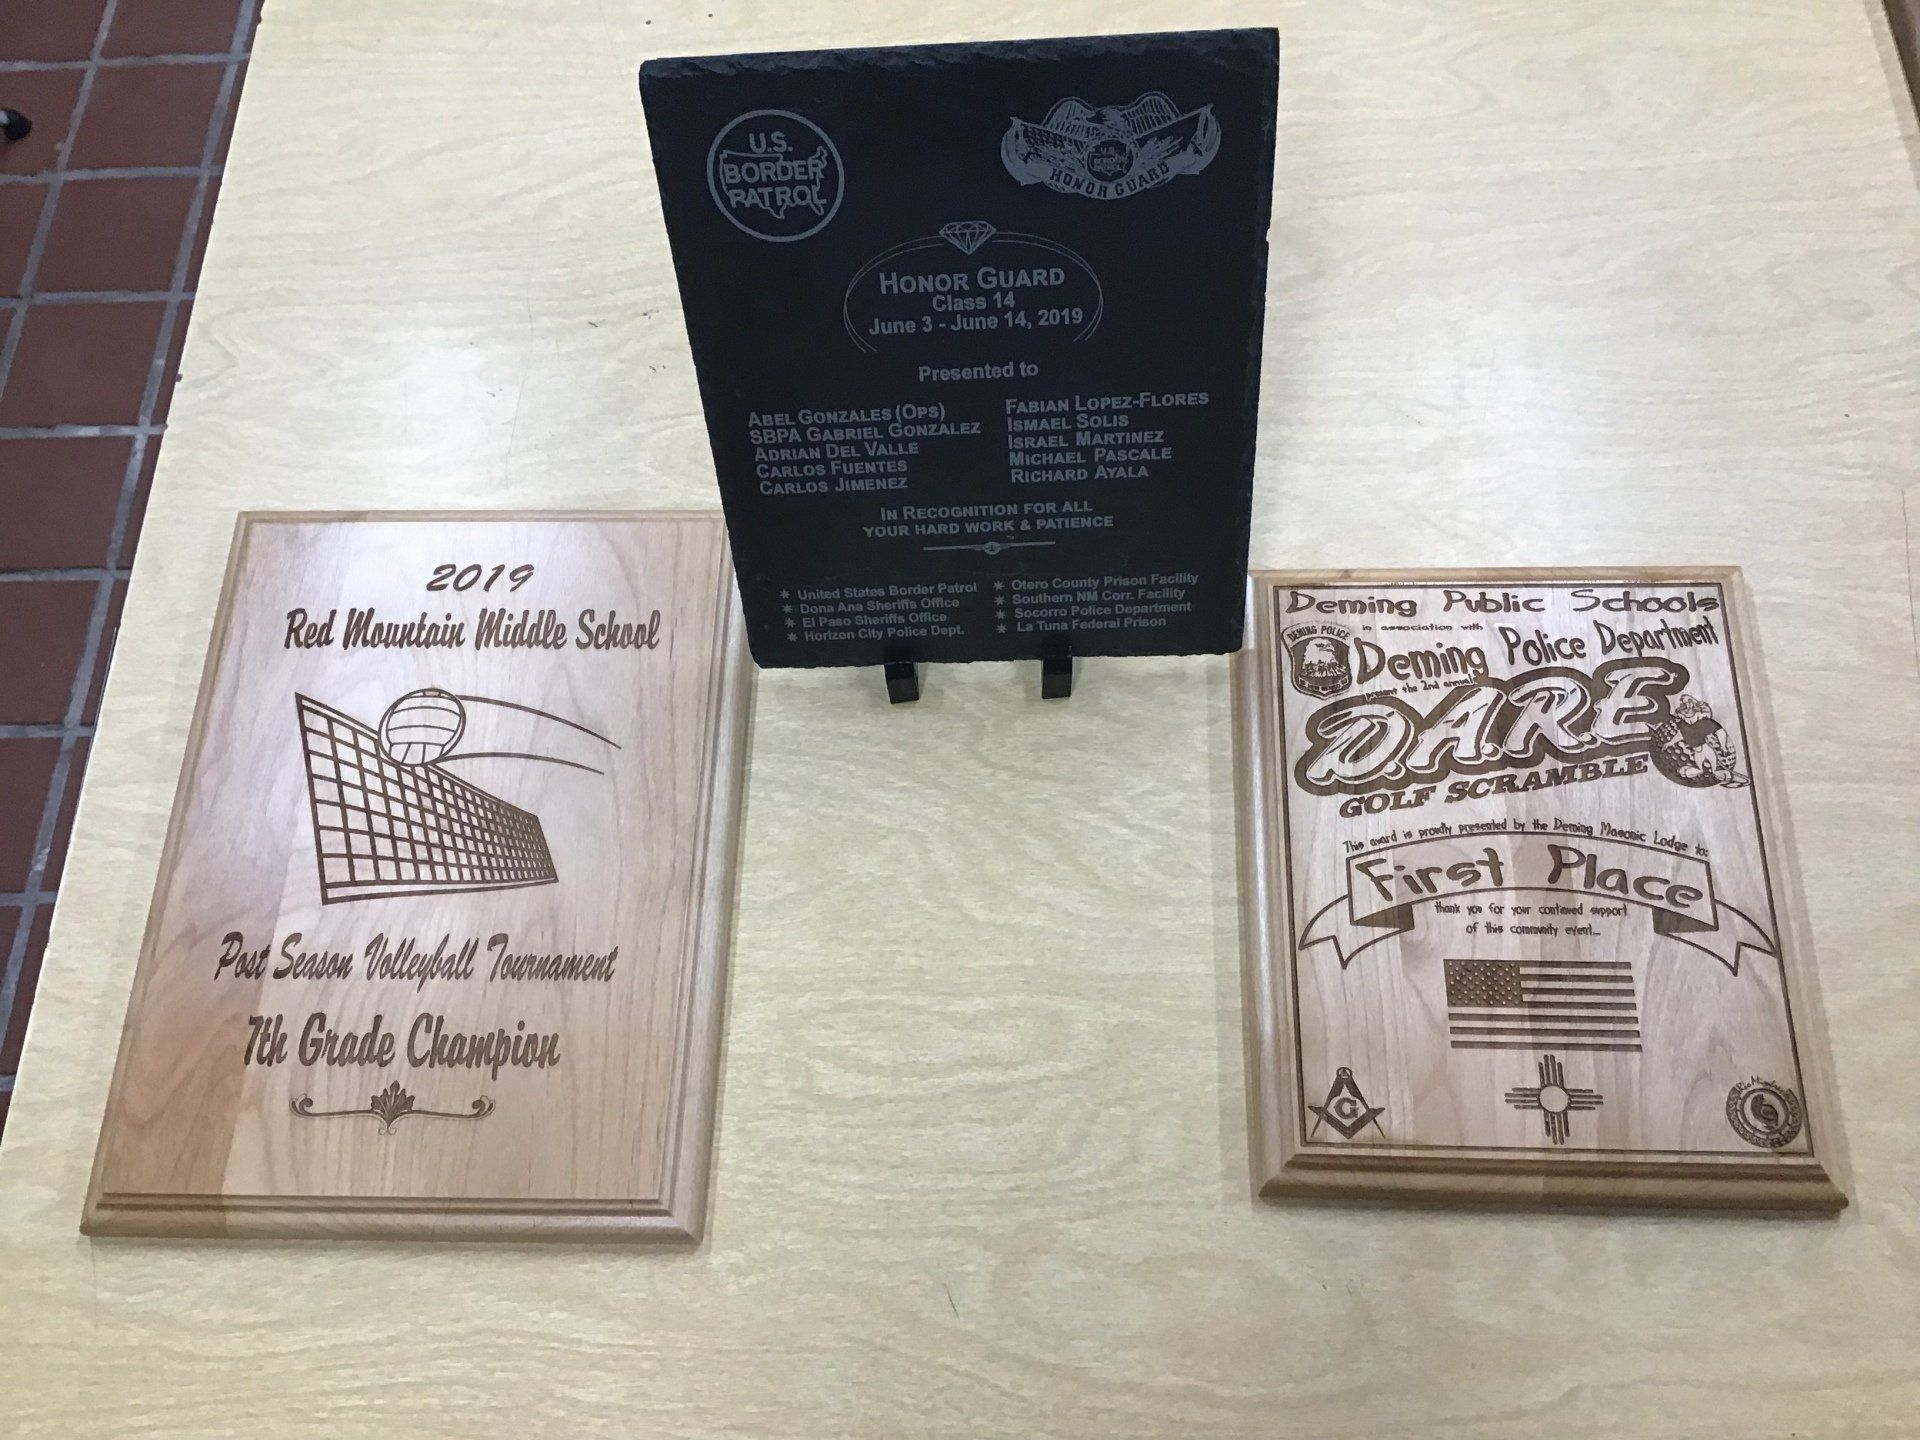 U.S.
BORDER
PATROL
U.S.
BORDER
PATROL
HONOR GUARD
HONOR GUARD
Class 14
June 3 - June 14, 2019
Presented to
ABEL GONZALES (OPS)
SBPA GABRIEL GONZALEZ
ADRIAN DEL VALLE
CARLOS FUENTES
CARLOS JIMENEZ
FABIAN LOPEZ-FLORES
ISMAEL SOLIS
ISRAEL MARTINEZ
MICHAEL PASCALE
RICHARD AYALA
IN RECOGNITION FOR ALL
YOUR HARD WORK & PATIENCE
* United States Border Patrol
* Dona Ana Sheriffs Office
* El Paso Sheriffs Office
* Horizon City Police Dept.
* Otero County Prison Facility
* Southern NM Corr. Facility
* Socorro Police Department
* La Tuna Federal Prison
2019
Red Mountain Middle School
Post Season Volleyball Tournament
7th Grade Champion
Deming Public Schools
in association with
DEMING POLICE
Deming Police Department
present the 2nd annual
D.A.R.E
GOLF SCRAMBLE
This award is proudly presented by the Deming Masonic Lodge to:
First Place
thank you for your continued support
of this community event...
G